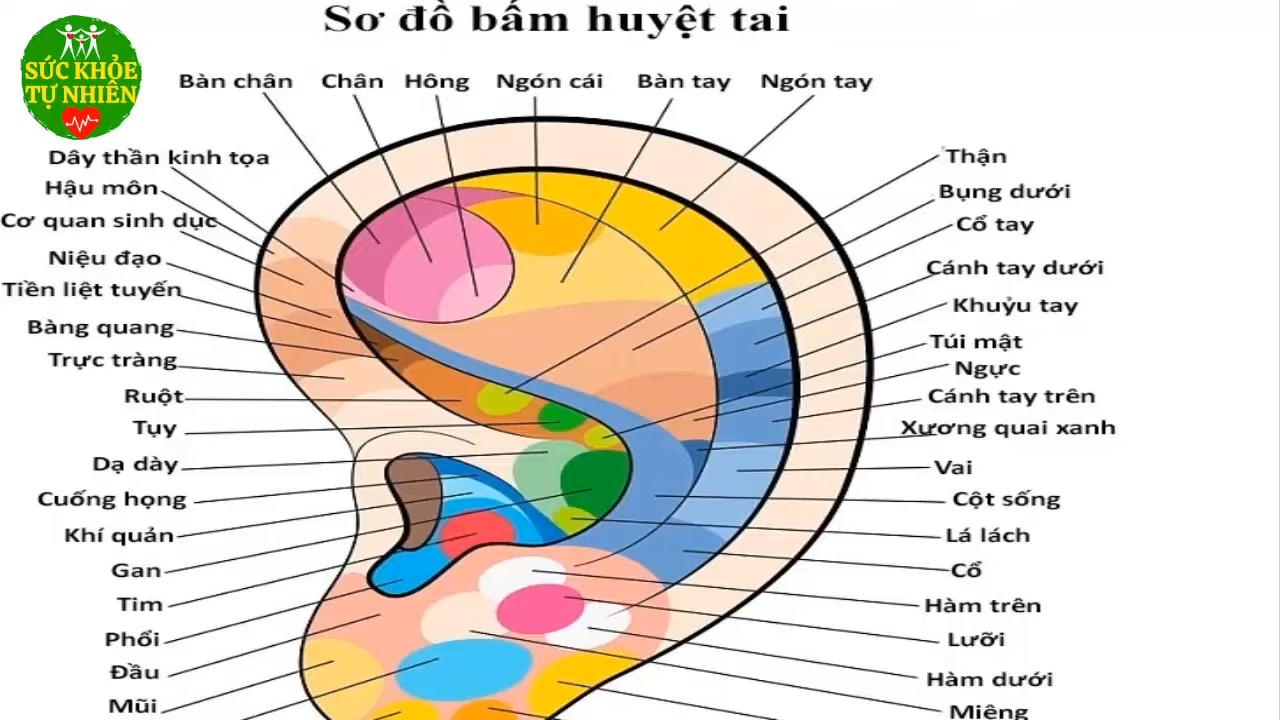 Sơ đồ bấm huyệt tai
SỨC KHỎE
TỰ NHIÊN
Bàn chân
Chân
Hông
Ngón cái
Bàn tay
Ngón tay
Dây thần kinh tọa
Hậu môn
Cơ quan sinh dục
Niệu đạo
Tiền liệt tuyến
Bàng quang
Trực tràng
Ruột
Tụy
Dạ dày
Cuống họng
Khí quản
Gan
Tim
Phổi
Đầu
Mũi
Thận
Bụng dưới
Cổ tay
Cánh tay dưới
Khuỷu tay
Túi mật
Ngực
Cánh tay trên
Xương quai xanh
Vai
Cột sống
Lá lách
Cổ
Hàm trên
Lưỡi
Hàm dưới
Miệng